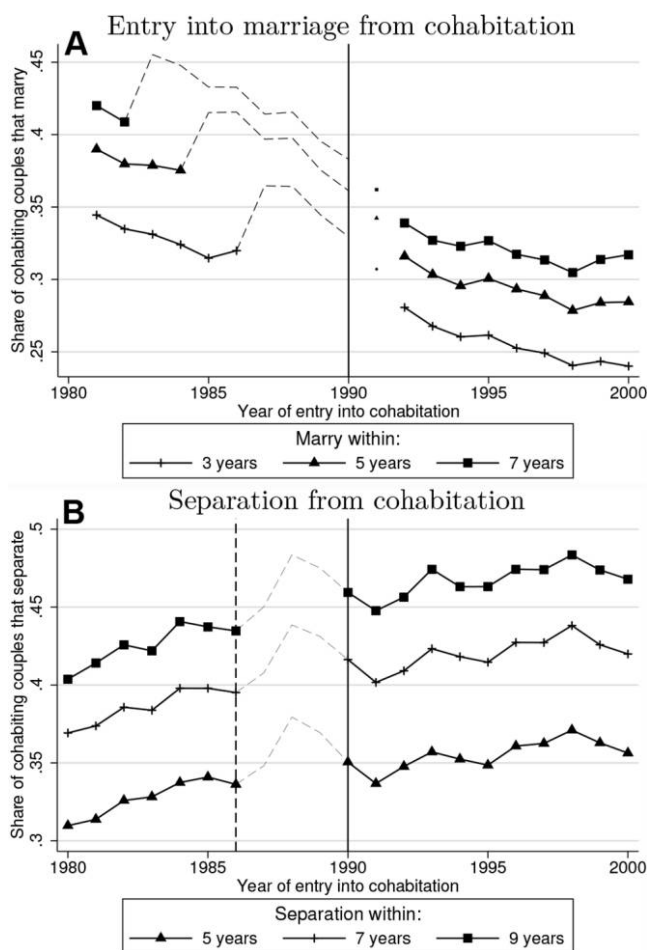 A Entry into marriage from cohabitation
Share of cohabiting couples that marry
.45
.4
.35
.3
.25
1980 1985 1990 1995 2000
Year of entry into cohabitation
Marry within:
3 years 5 years 7 years
B Separation from cohabitation
Share of cohabiting couples that separate
.5
.45
.4
.35
.3
1980 1985 1990 1995 2000
Year of entry into cohabitation
Separation within:
5 years 7 years 9 years